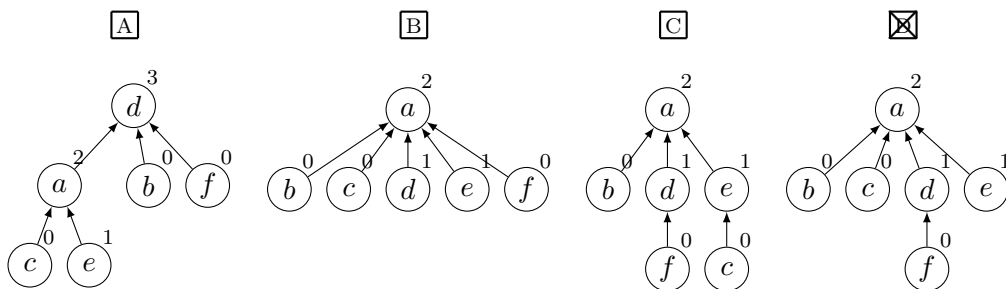 A B C D
3 2 2 2
d a a a
2 0 0 0 0 1 1 0 0 1 1 0 0 1 1
a b f b c d e f b d e b c d e
0 1 0 0 0
c e f c f